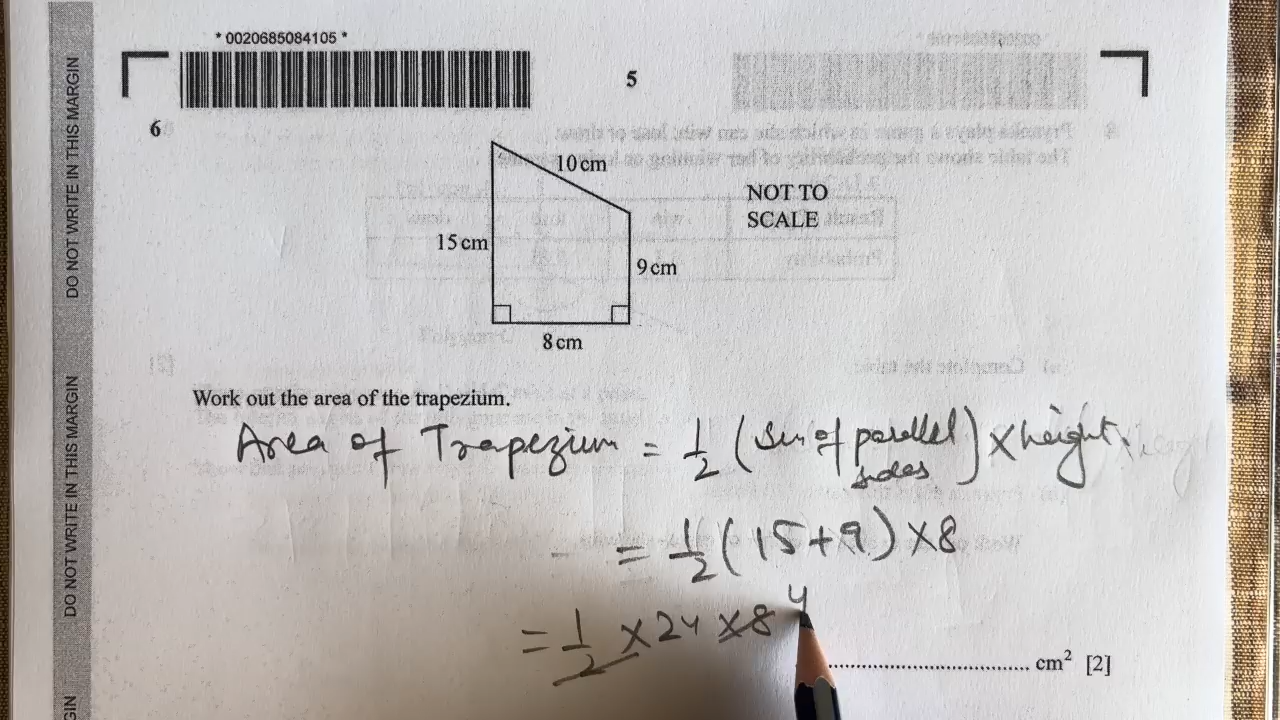 * 0020685084105 *
5
6
10 cm
NOT TO
SCALE
15 cm
9 cm
8 cm
Work out the area of the trapezium.
Area of Trapezium = 1/2 (Sum of parallel sides) × height.
= 1/2 (15+9) × 8
= 1/2 × 24 × 8 4
.................................. cm² [2]
DO NOT WRITE IN THIS MARGIN
DO NOT WRITE IN THIS MARGIN
GIN